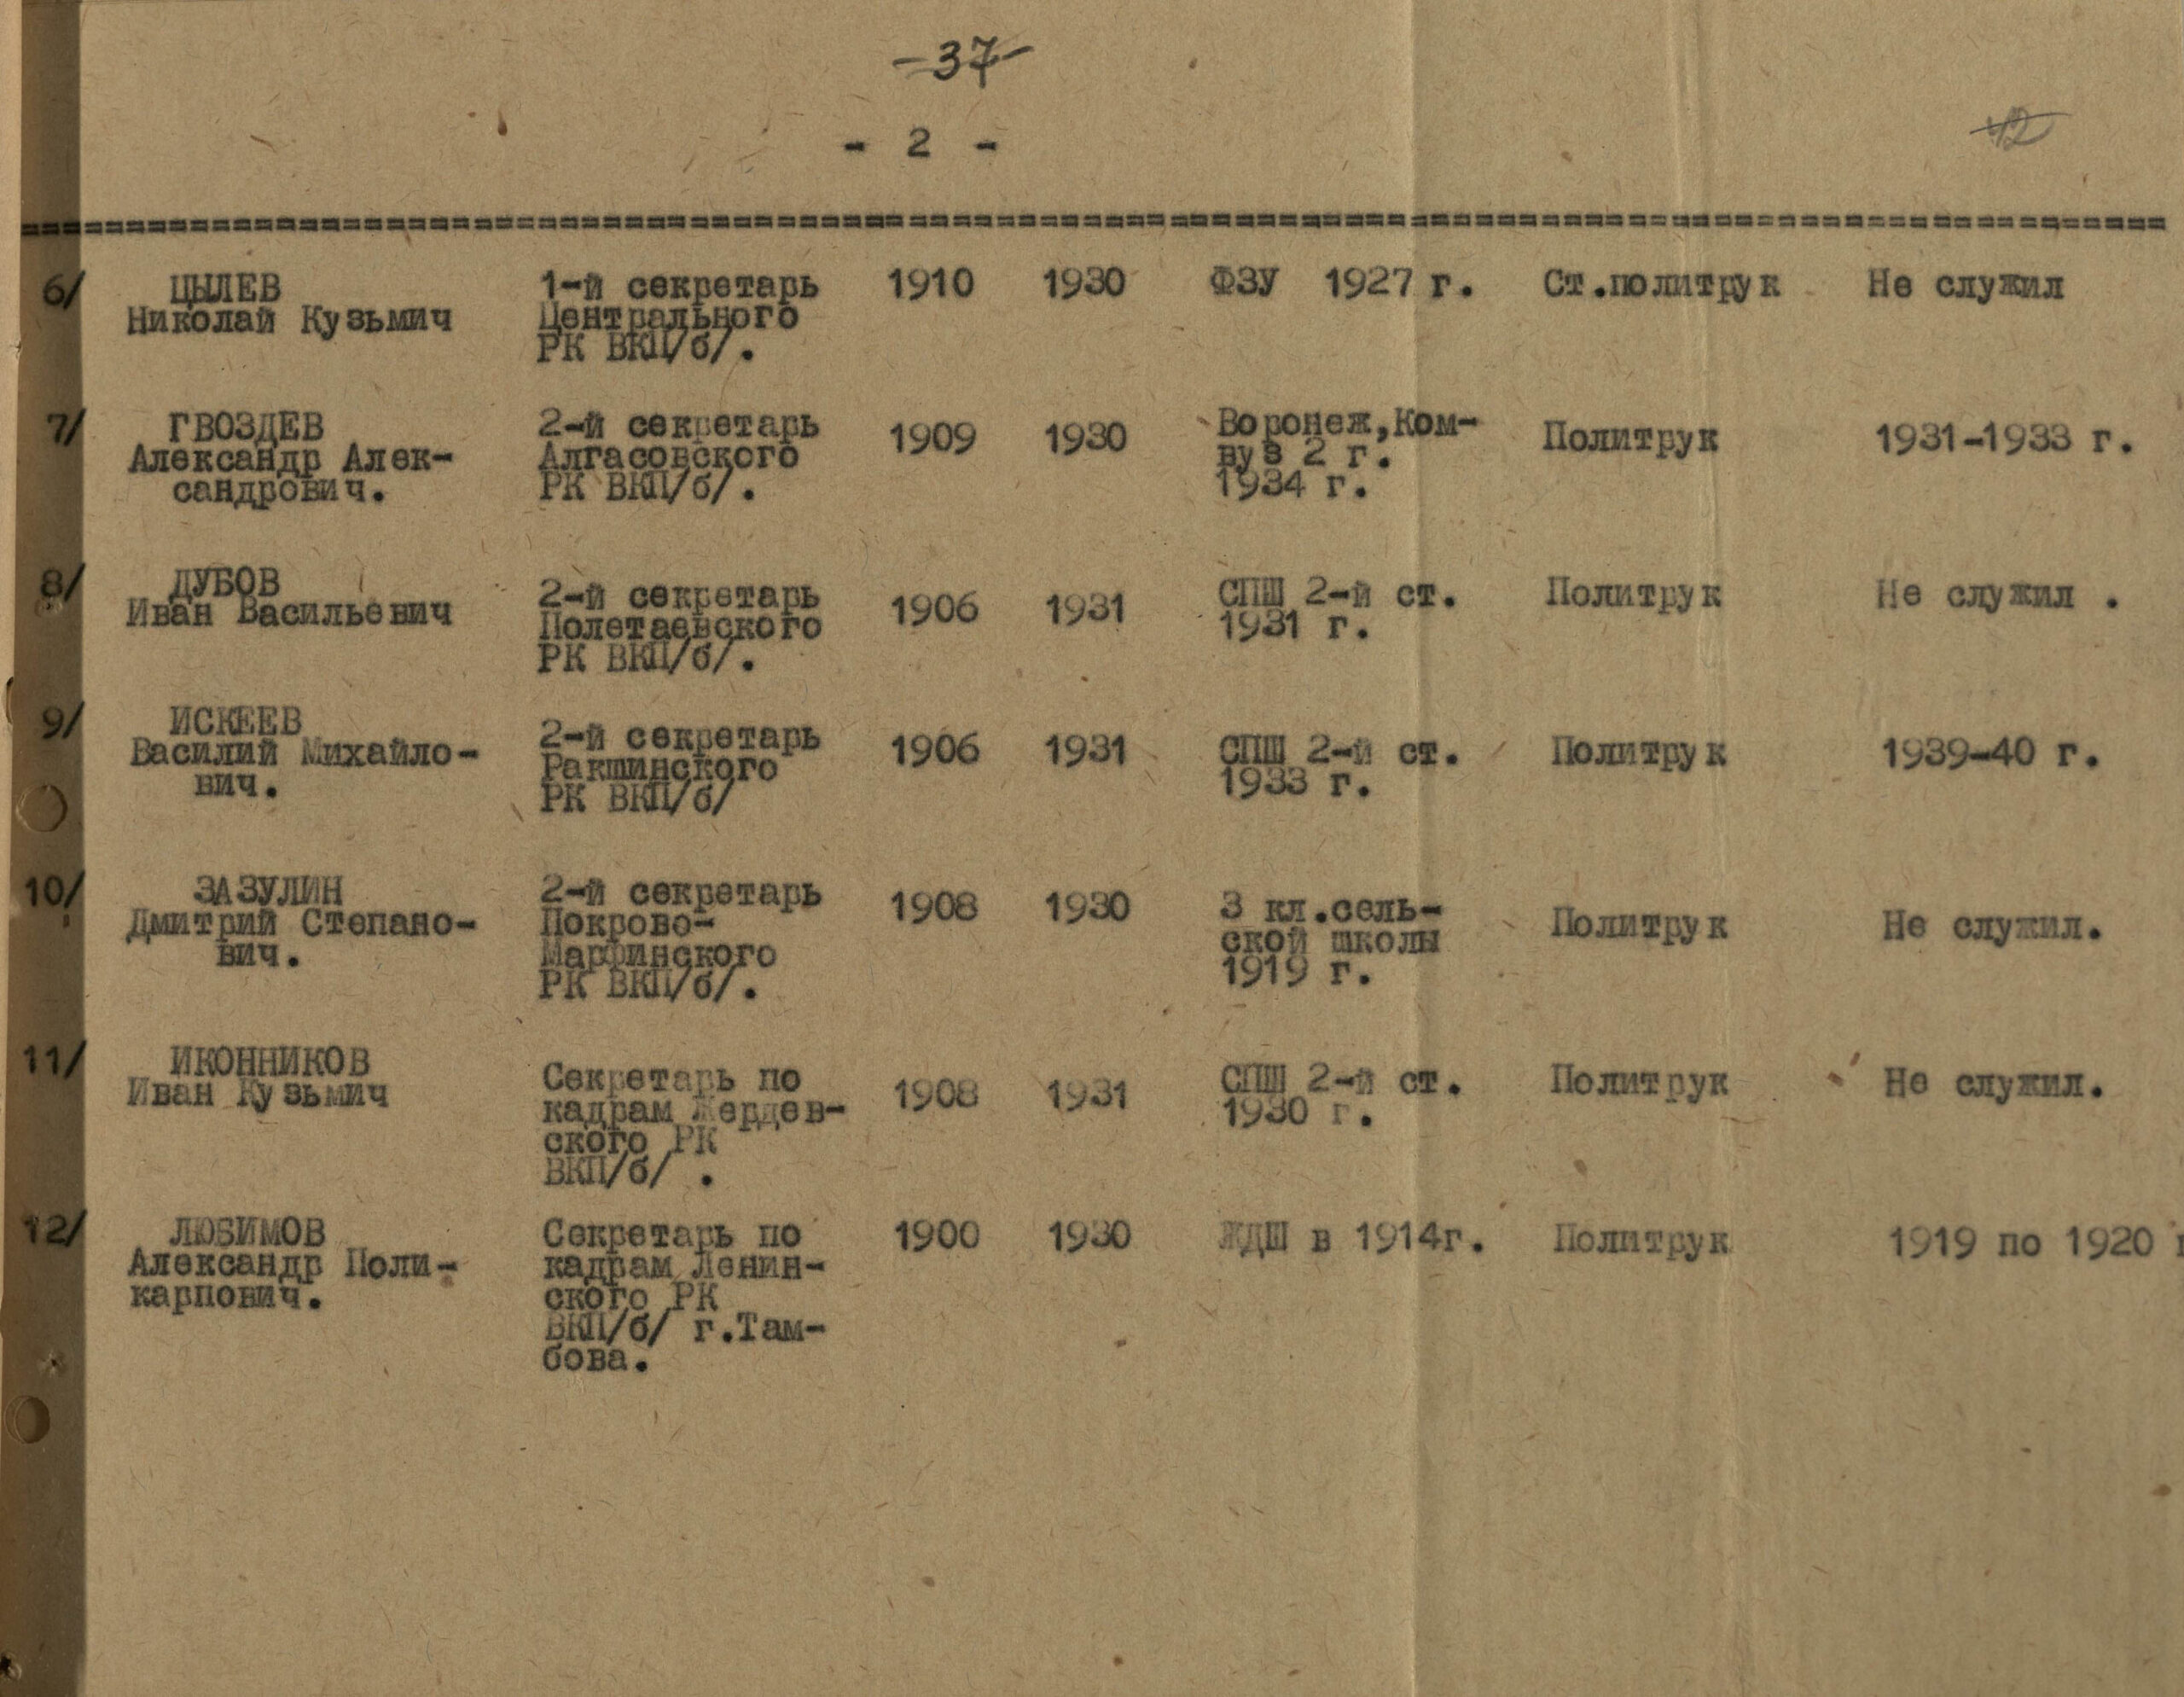 -37-
- 2 -
42
6/ ЦЫЛЕВ 1-й секретарь 1910 1930 ФЗУ 1927 г. Ст.политрук Не служил
Николай Кузьмич Центрального
РК ВКП/б/.
7/ ГВОЗДЕВ 2-й секретарь 1909 1930 Воронеж,Ком- Политрук 1931-1933 г.
Александр Алек- Алгасовского вуз 2 г.
сандрович. РК ВКП/б/. 1934 г.
8/ ДУБОВ 2-й секретарь 1906 1931 СПШ 2-й ст. Политрук Не служил .
Иван Васильевич Полетаевского 1931 г.
РК ВКП/б/.
9/ ИСКЕЕВ 2-й секретарь 1906 1931 СПШ 2-й ст. Политрук 1939-40 г.
Василий Михайло- Ракшинского 1933 г.
вич. РК ВКП/б/
10/ ЗАЗУЛИН 2-й секретарь 1908 1930 3 кл.сель- Политрук Не служил.
Дмитрий Степано- Покрово- ской школы
вич. Марфинского 1919 г.
РК ВКП/б/.
11/ ИКОННИКОВ Секретарь по 1908 1931 СПШ 2-й ст. Политрук Не служил.
Иван Кузьмич кадрам Жердев- 1930 г.
ского РК
ВКП/б/ .
12/ ЛЮБИМОВ Секретарь по 1900 1930 ЖДШ в 1914г. Политрук 1919 по 1920
Александр Поли- кадрам Ленин-
карпович. ского РК
ВКП/б/ г.Там-
бова.